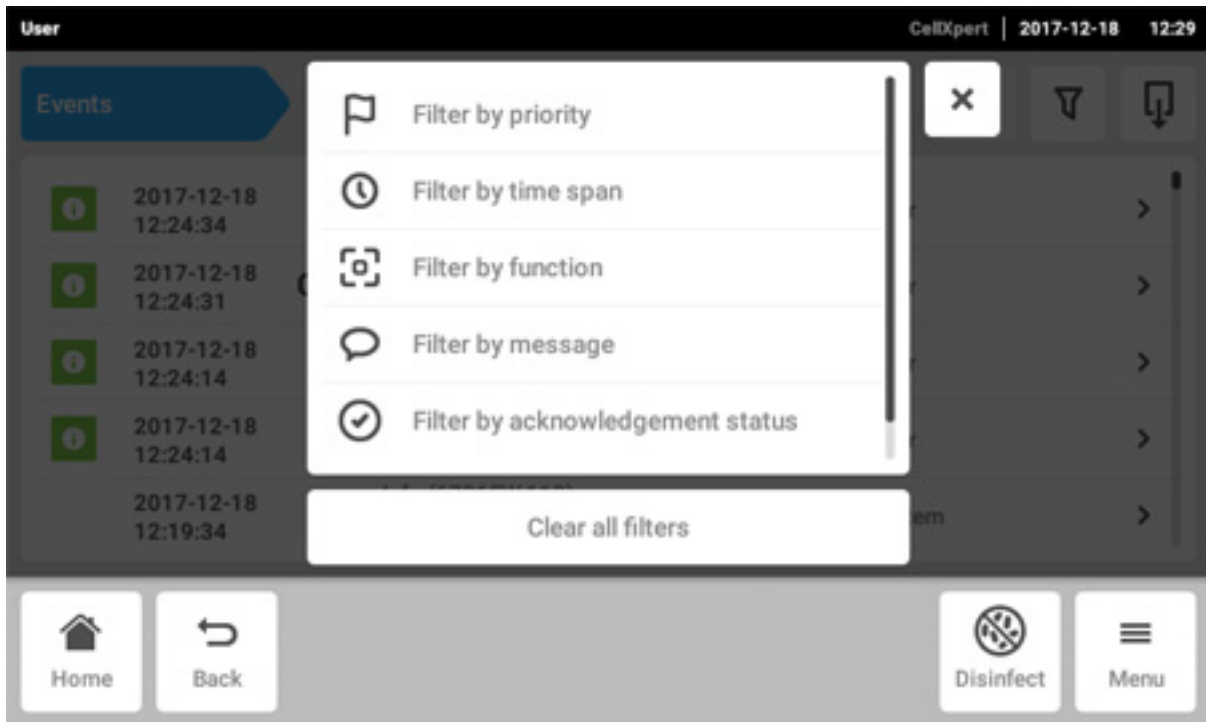 User
CellXpert | 2017-12-18 12:29
Events
Filter by priority
Filter by time span
Filter by function
Filter by message
Filter by acknowledgement status
Clear all filters
2017-12-18
12:24:34
2017-12-18
12:24:31
2017-12-18
12:24:14
2017-12-18
12:24:14
2017-12-18
12:19:34
Home
Back
Disinfect
Menu